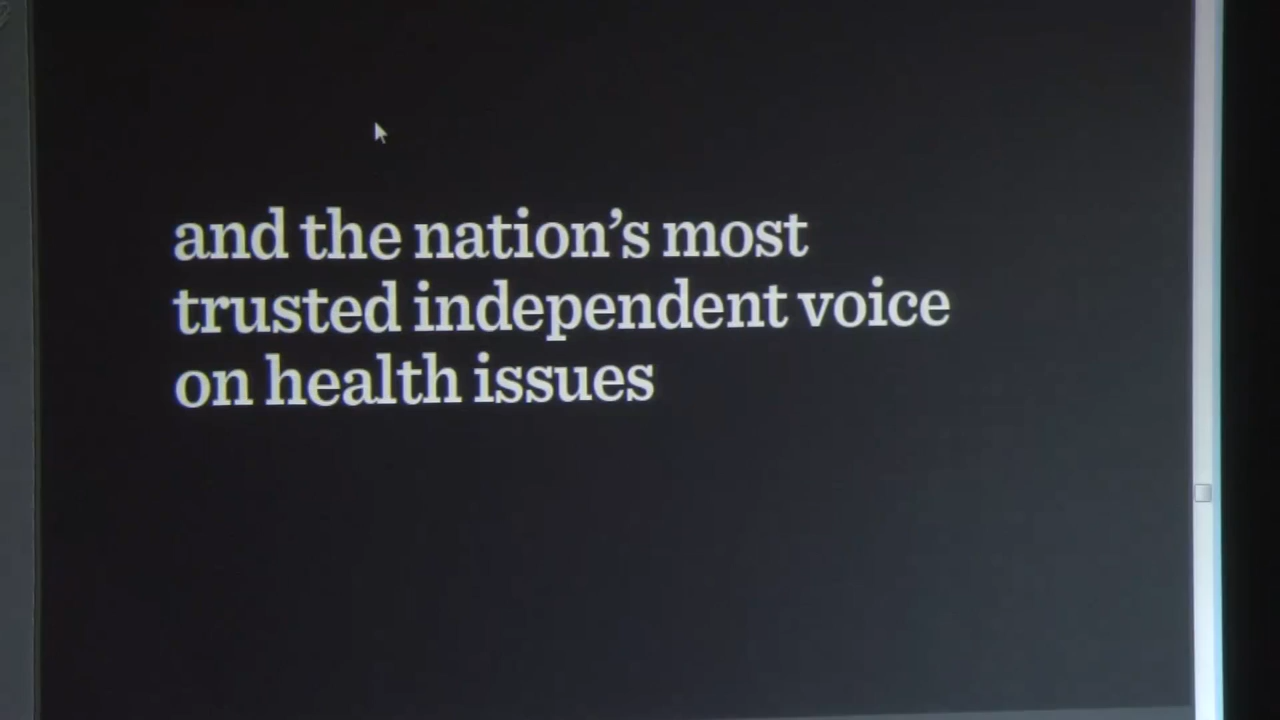 and the nation’s most
trusted independent voice
on health issues